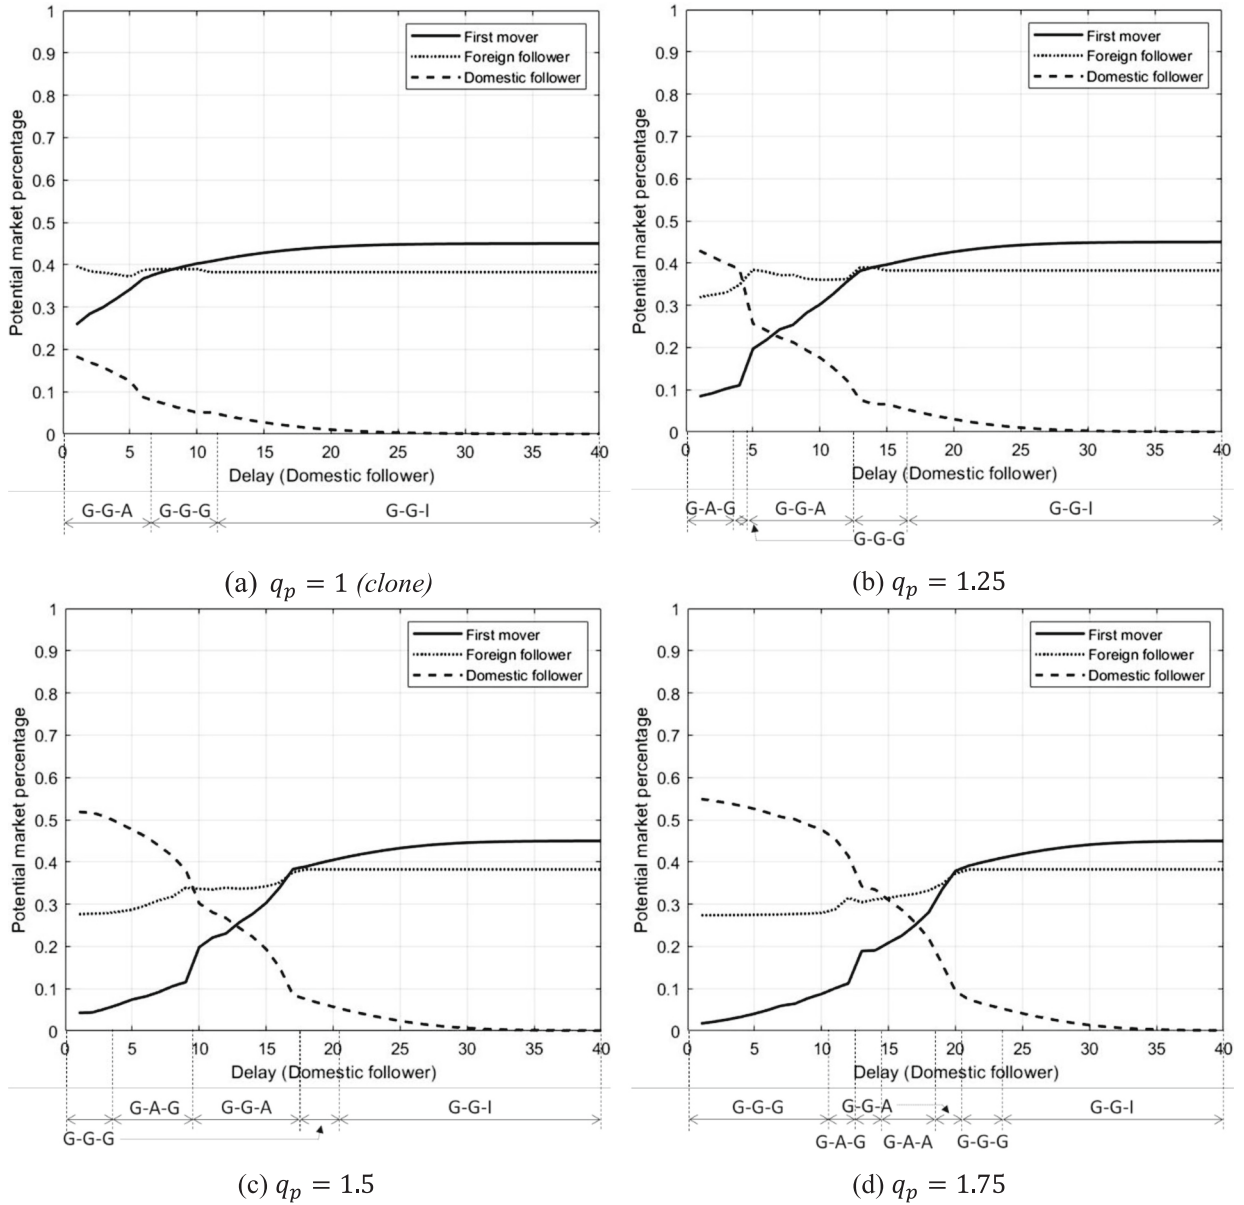 1
0.9
0.8
0.7
0.6
0.5
0.4
0.3
0.2
0.1
0
Potential market percentage
First mover
Foreign follower
Domestic follower
0 5 10 15 20 25 30 35 40
Delay (Domestic follower)
G-G-A G-G-G G-G-I
(a) q_p = 1 (clone)
1
0.9
0.8
0.7
0.6
0.5
0.4
0.3
0.2
0.1
0
Potential market percentage
First mover
Foreign follower
Domestic follower
0 5 10 15 20 25 30 35 40
Delay (Domestic follower)
G-A-G G-G-A G-G-I
G-G-G
(b) q_p = 1.25
1
0.9
0.8
0.7
0.6
0.5
0.4
0.3
0.2
0.1
0
Potential market percentage
First mover
Foreign follower
Domestic follower
0 5 10 15 20 25 30 35 40
Delay (Domestic follower)
G-A-G G-G-A G-G-I
G-G-G
(c) q_p = 1.5
1
0.9
0.8
0.7
0.6
0.5
0.4
0.3
0.2
0.1
0
Potential market percentage
First mover
Foreign follower
Domestic follower
0 5 10 15 20 25 30 35 40
Delay (Domestic follower)
G-G-G G-G-A G-G-I
G-A-G G-A-A G-G-G
(d) q_p = 1.75